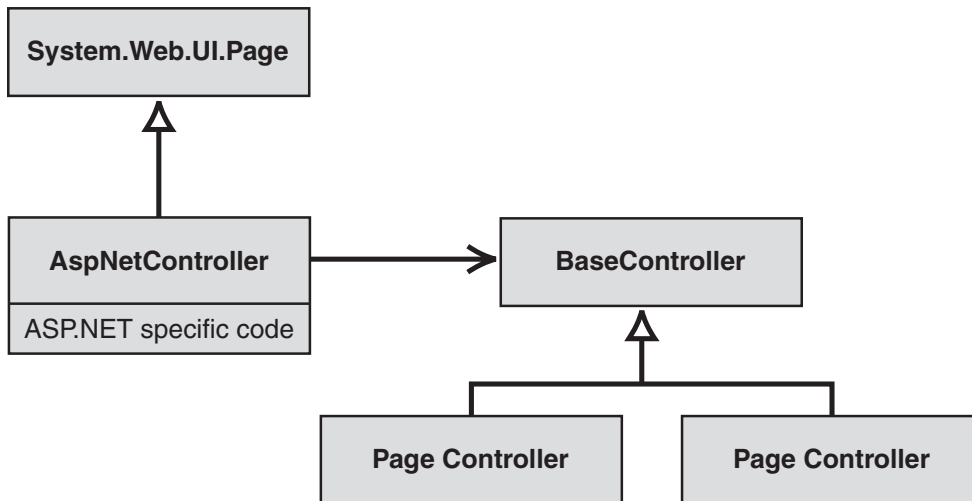 System.Web.UI.Page
AspNetController
BaseController
ASP.NET specific code
Page Controller
Page Controller